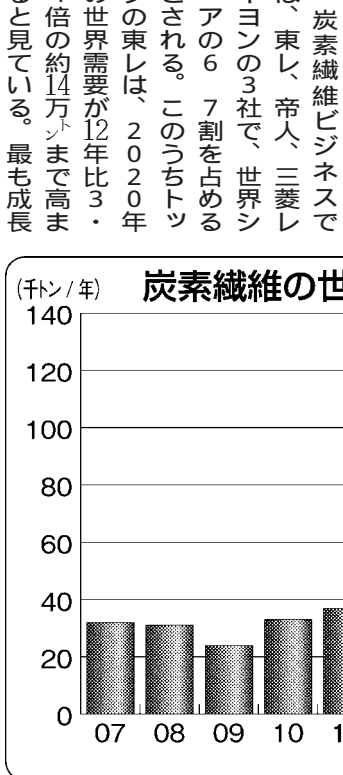 炭素繊維ビジネスで
は、東レ、帝人、三菱レ
イヨンの3社で、世界シ
アの6 7割を占める
とされる。このうちトッ
プの東レは、2020年
の世界需要が12年比3・
倍の約14万㌧まで高ま
ると見ている。最も成長
(千トン/年) 炭素繊維の世
140
120
100
80
60
40
20
0
07 08 09 10 1